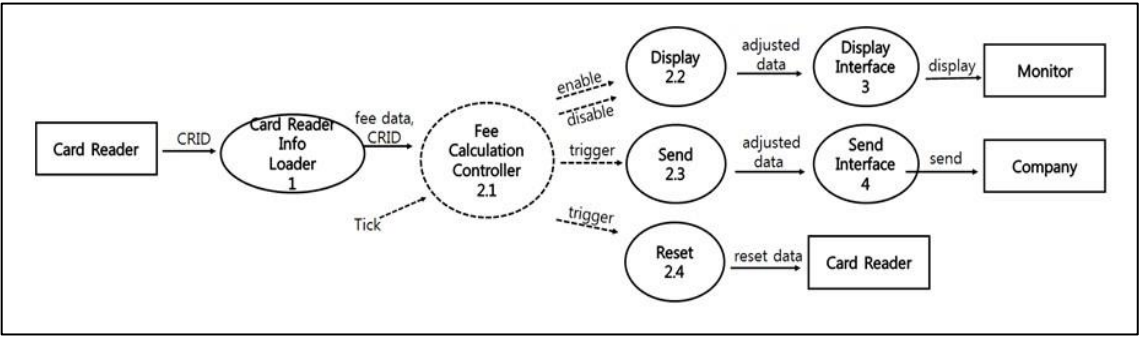 Card Reader
CRID
Card Reader
Info
Loader
1
fee data,
CRID
Tick
Fee
Calculation
Controller
2.1
enable
disable
trigger
trigger
Display
2.2
adjusted
data
Display
Interface
3
display
Monitor
Send
2.3
adjusted
data
Send
Interface
4
send
Company
Reset
2.4
reset data
Card Reader